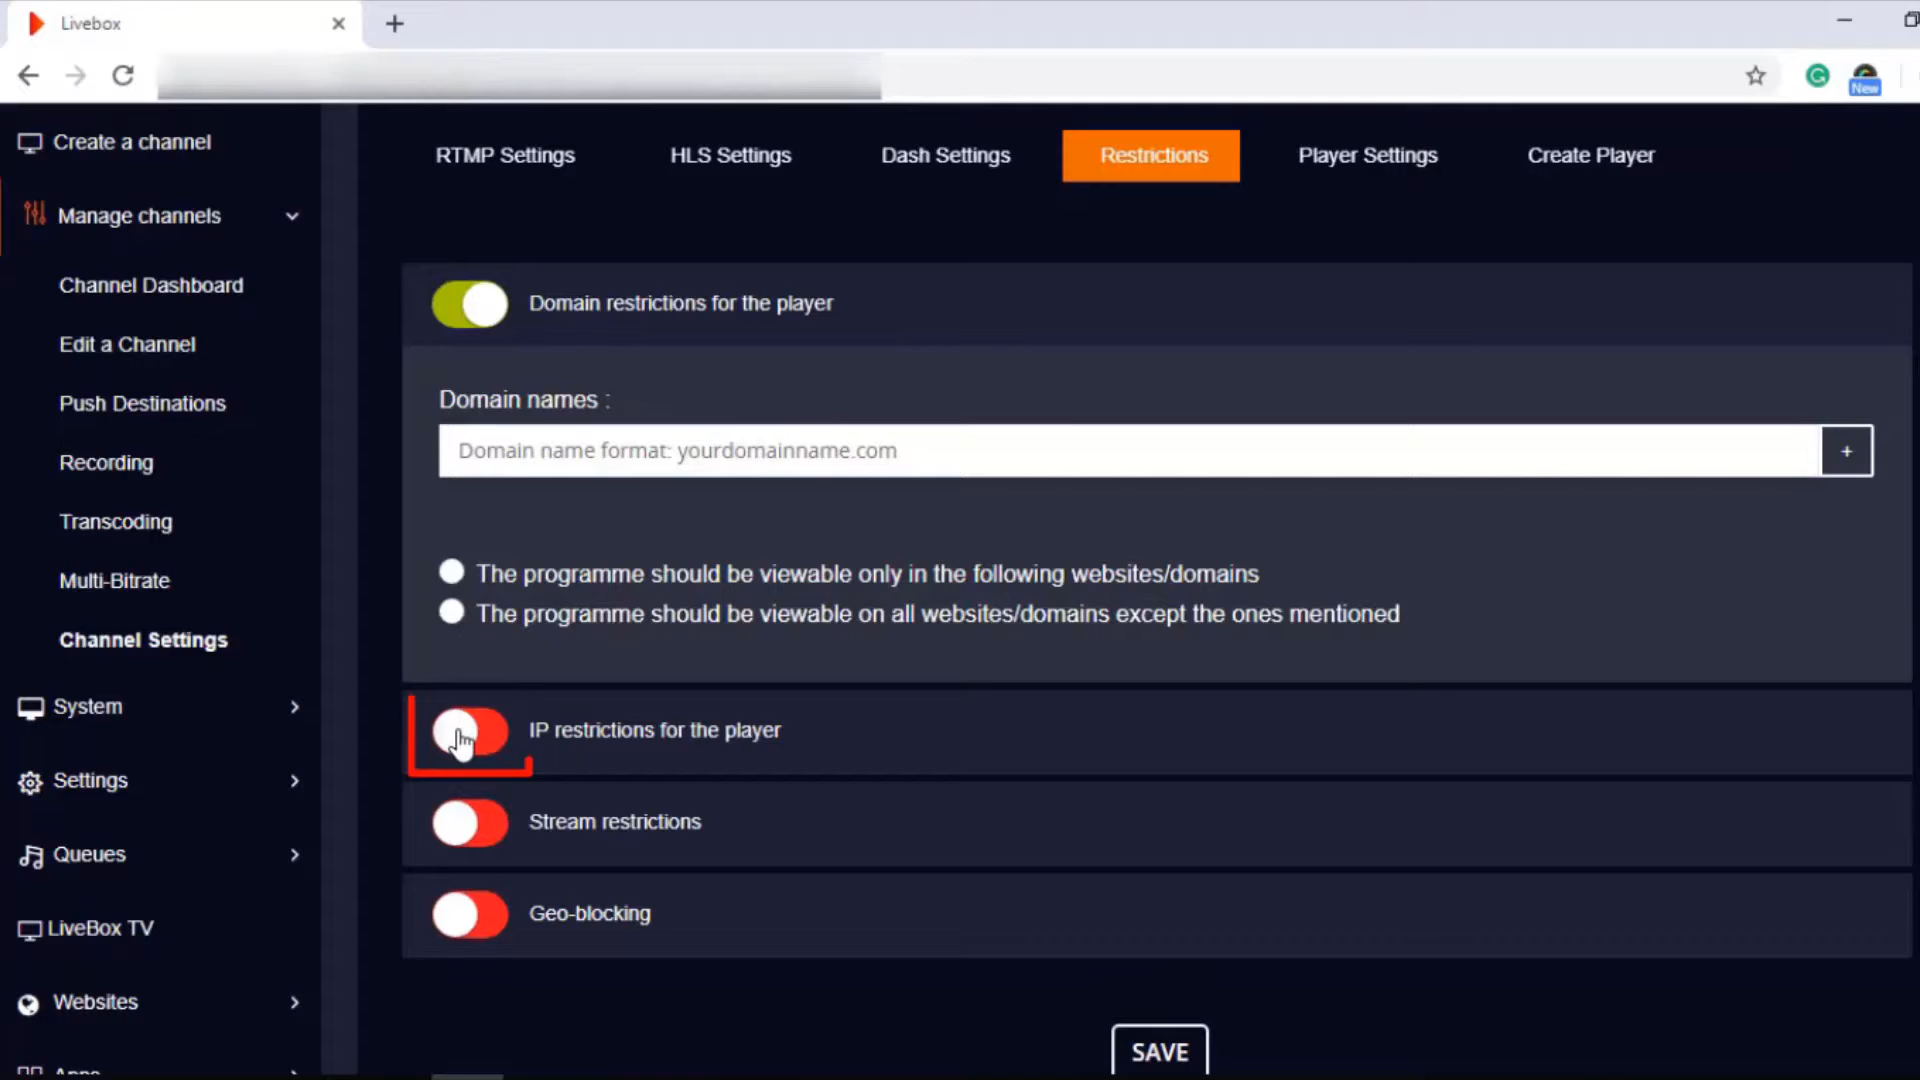 Livebox
New
Create a channel
Manage channels
Channel Dashboard
Edit a Channel
Push Destinations
Recording
Transcoding
Multi-Bitrate
Channel Settings
System
Settings
Queues
LiveBox TV
Websites
Apps
RTMP Settings
HLS Settings
Dash Settings
Restrictions
Player Settings
Create Player
Domain restrictions for the player
Domain names :
Domain name format: yourdomainname.com
+
The programme should be viewable only in the following websites/domains
The programme should be viewable on all websites/domains except the ones mentioned
IP restrictions for the player
Stream restrictions
Geo-blocking
SAVE